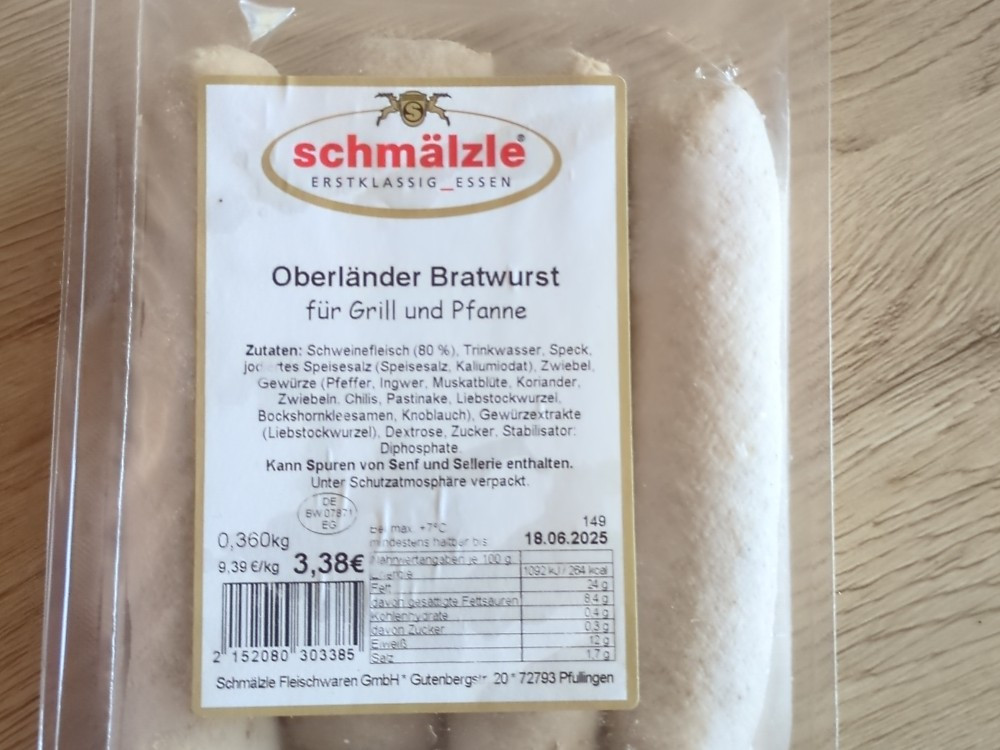 S
schmälzle®
ERSTKLASSIG_ESSEN
Oberländer Bratwurst
für Grill und Pfanne
Zutaten: Schweinefleisch (80 %), Trinkwasser, Speck,
tes Speisesalz (Speisesalz, Kaliumiodat), Zwiebel,
Gewürze (Pfeffer, Ingwer, Muskatblüte, Koriander,
Zwiebeln, Chilis, Pastinake, Liebstockwurzel,
Bockshornkleesamen, Knoblauch), Gewürzextrakte
(Liebstockwurzel), Dextrose, Zucker, Stabilisator:
Diphosphate.
Kann Spuren von Senf und Sellerie enthalten.
Unter Schutzatmosphäre verpackt.
DE
BW 07871
EG
0,360kg
9,39 €/kg 3,38€
bei max. +7°C
mindestens haltbar bis
149
18.06.2025
Nährwertangaben je 100 g
Energie 1092 kJ / 264 kcal
Fett 24 g
davon gesättigte Fettsäuren 8,4 g
Kohlenhydrate 0,4 g
davon Zucker 0,3 g
Eiweiß 12 g
Salz 1,7 g
2 152080 303385
Schmälzle Fleischwaren GmbH * Gutenbergstr. 20 * 72793 Pfullingen